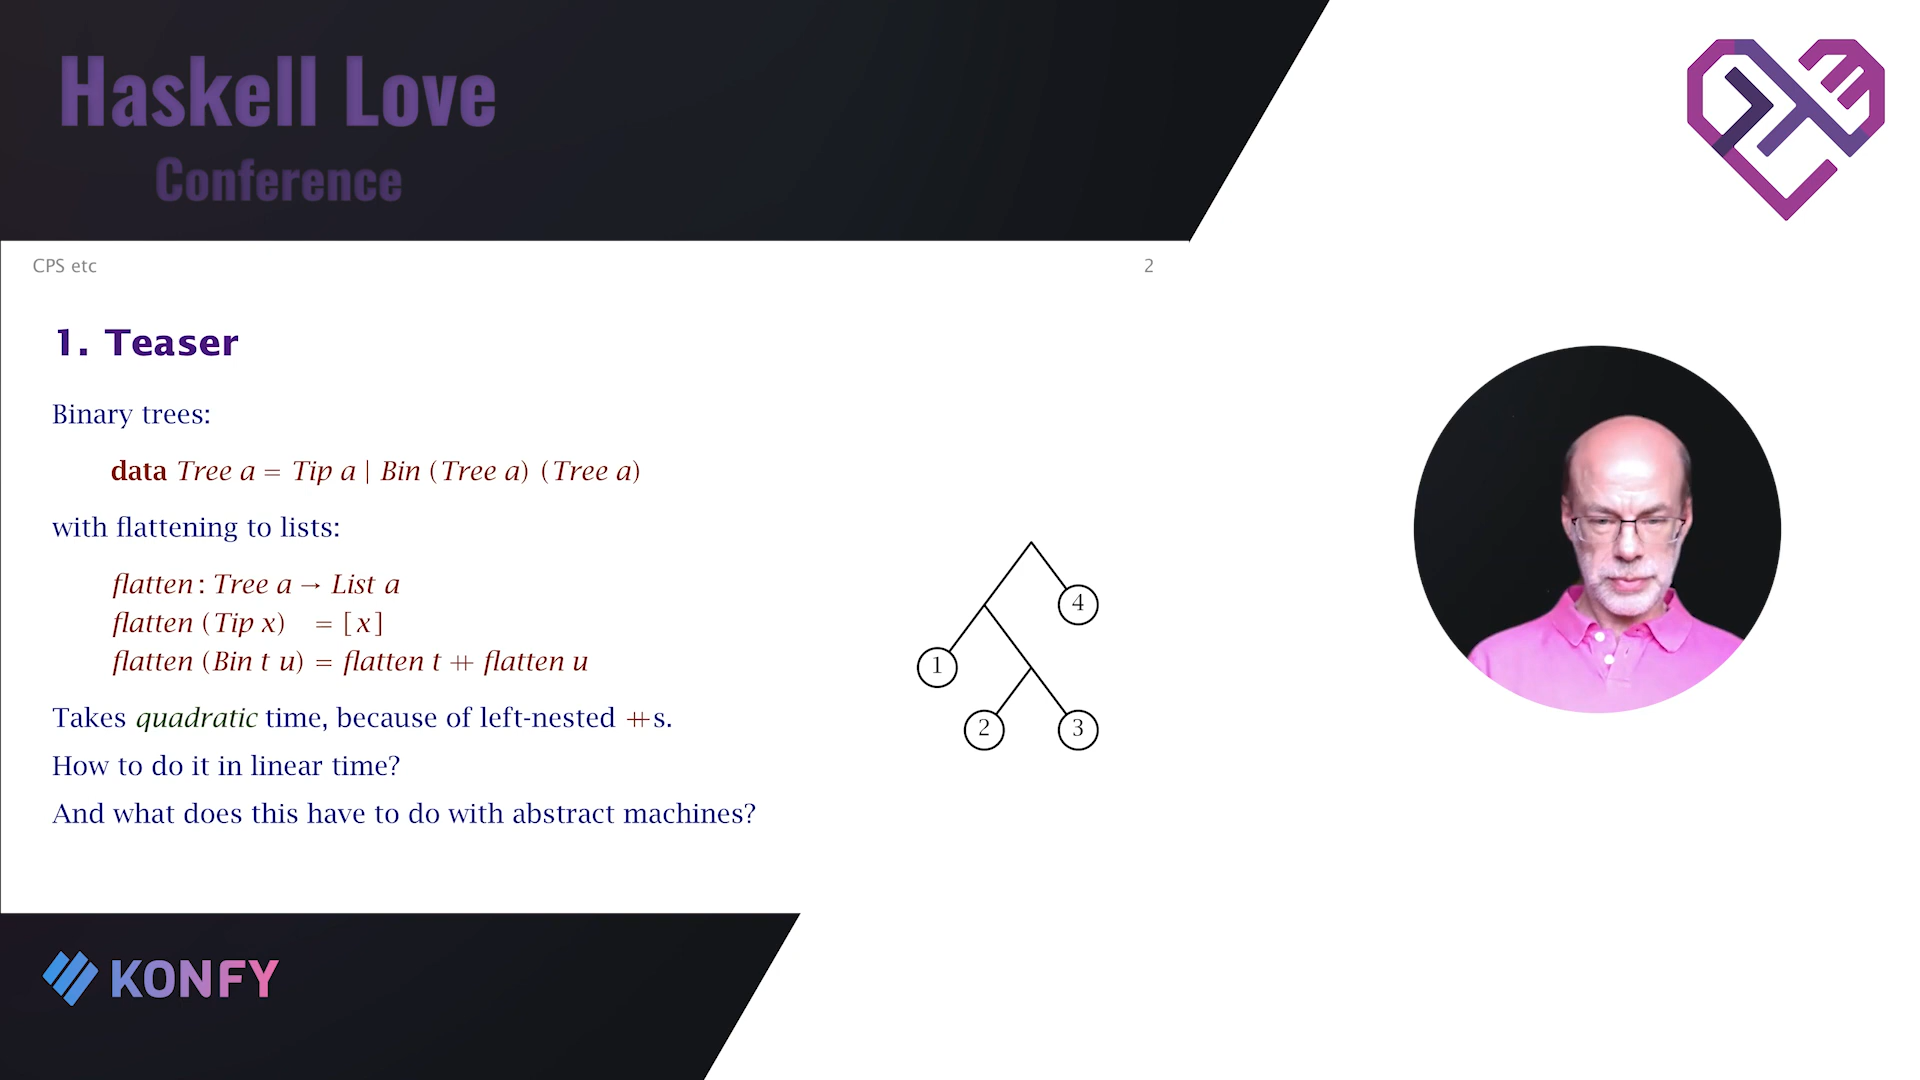 Haskell Love
Conference
CPS etc
2
1. Teaser
Binary trees:
data Tree a = Tip a | Bin (Tree a) (Tree a)
with flattening to lists:
flatten : Tree a → List a
flatten (Tip x) = [x]
flatten (Bin t u) = flatten t ++ flatten u
Takes quadratic time, because of left-nested ++s.
How to do it in linear time?
And what does this have to do with abstract machines?
4
1
2
3
KONFY